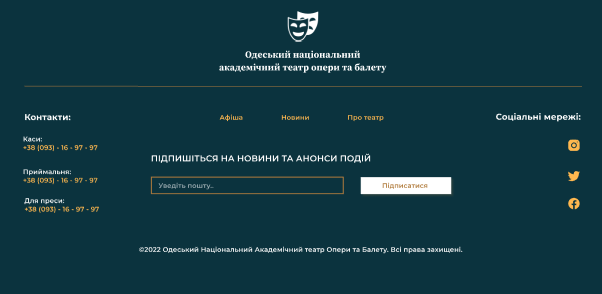 Одеський національний
академічний театр опери та балету
Контакти:
Афіша
Новини
Про театр
Соціальні мережі:
Каси:
+38 (093) - 16 - 97 - 97
Приймальня:
+38 (093) - 16 - 97 - 97
Для преси:
+38 (093) - 16 - 97 - 97
ПІДПИШІТЬСЯ НА НОВИНИ ТА АНОНСИ ПОДІЙ
Уведіть пошту..
Підписатися
©2022 Одеський Національний Академічний театр Опери та Балету. Всі права захищені.